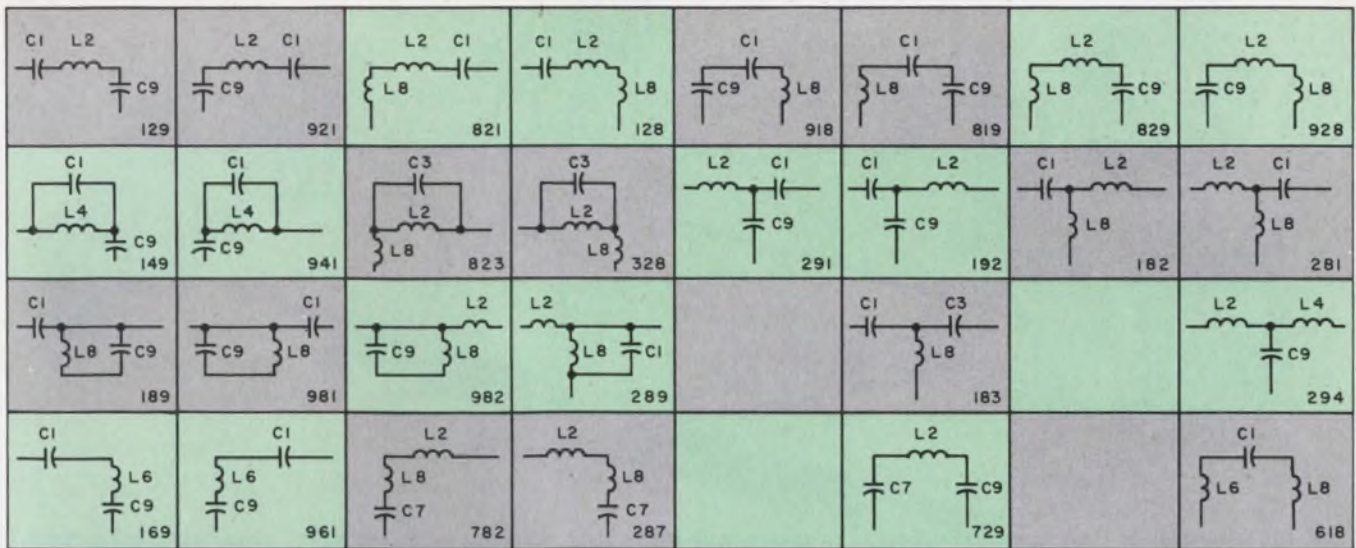 C1 L2 C9 129
L2 C1 C9 921
L2 C1 L8 821
C1 L2 L8 128
C1 C9 L8 918
C1 L8 C9 819
L2 L8 C9 829
L2 C9 L8 928
C1 L4 C9 149
C1 L4 C9 941
C3 L2 L8 823
C3 L2 L8 328
L2 C1 C9 291
C1 L2 C9 192
C1 L2 L8 182
L2 C1 L8 281
C1 L8 C9 189
C1 C9 L8 981
L2 C9 L8 982
L2 L8 C1 289
C1 C3 L8 183
L2 L4 C9 294
C1 L6 C9 169
C1 L6 C9 961
L2 L8 C7 782
L2 L8 C7 287
L2 C7 C9 729
C1 L6 L8 618